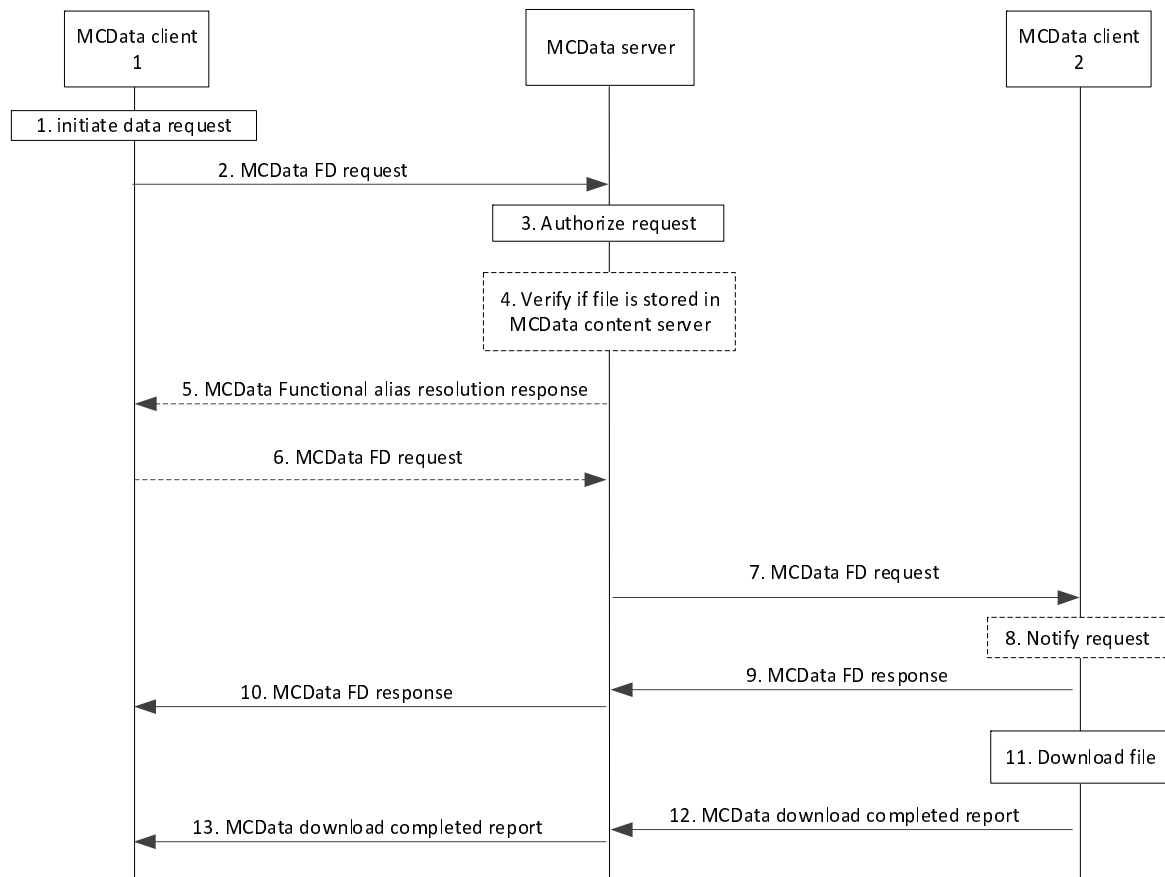 MCData client
1
MCData server
MCData client
2
1. initiate data request
2. MCData FD request
3. Authorize request
4. Verify if file is stored in
MCData content server
5. MCData Functional alias resolution response
6. MCData FD request
7. MCData FD request
8. Notify request
9. MCData FD response
10. MCData FD response
11. Download file
12. MCData download completed report
13. MCData download completed report